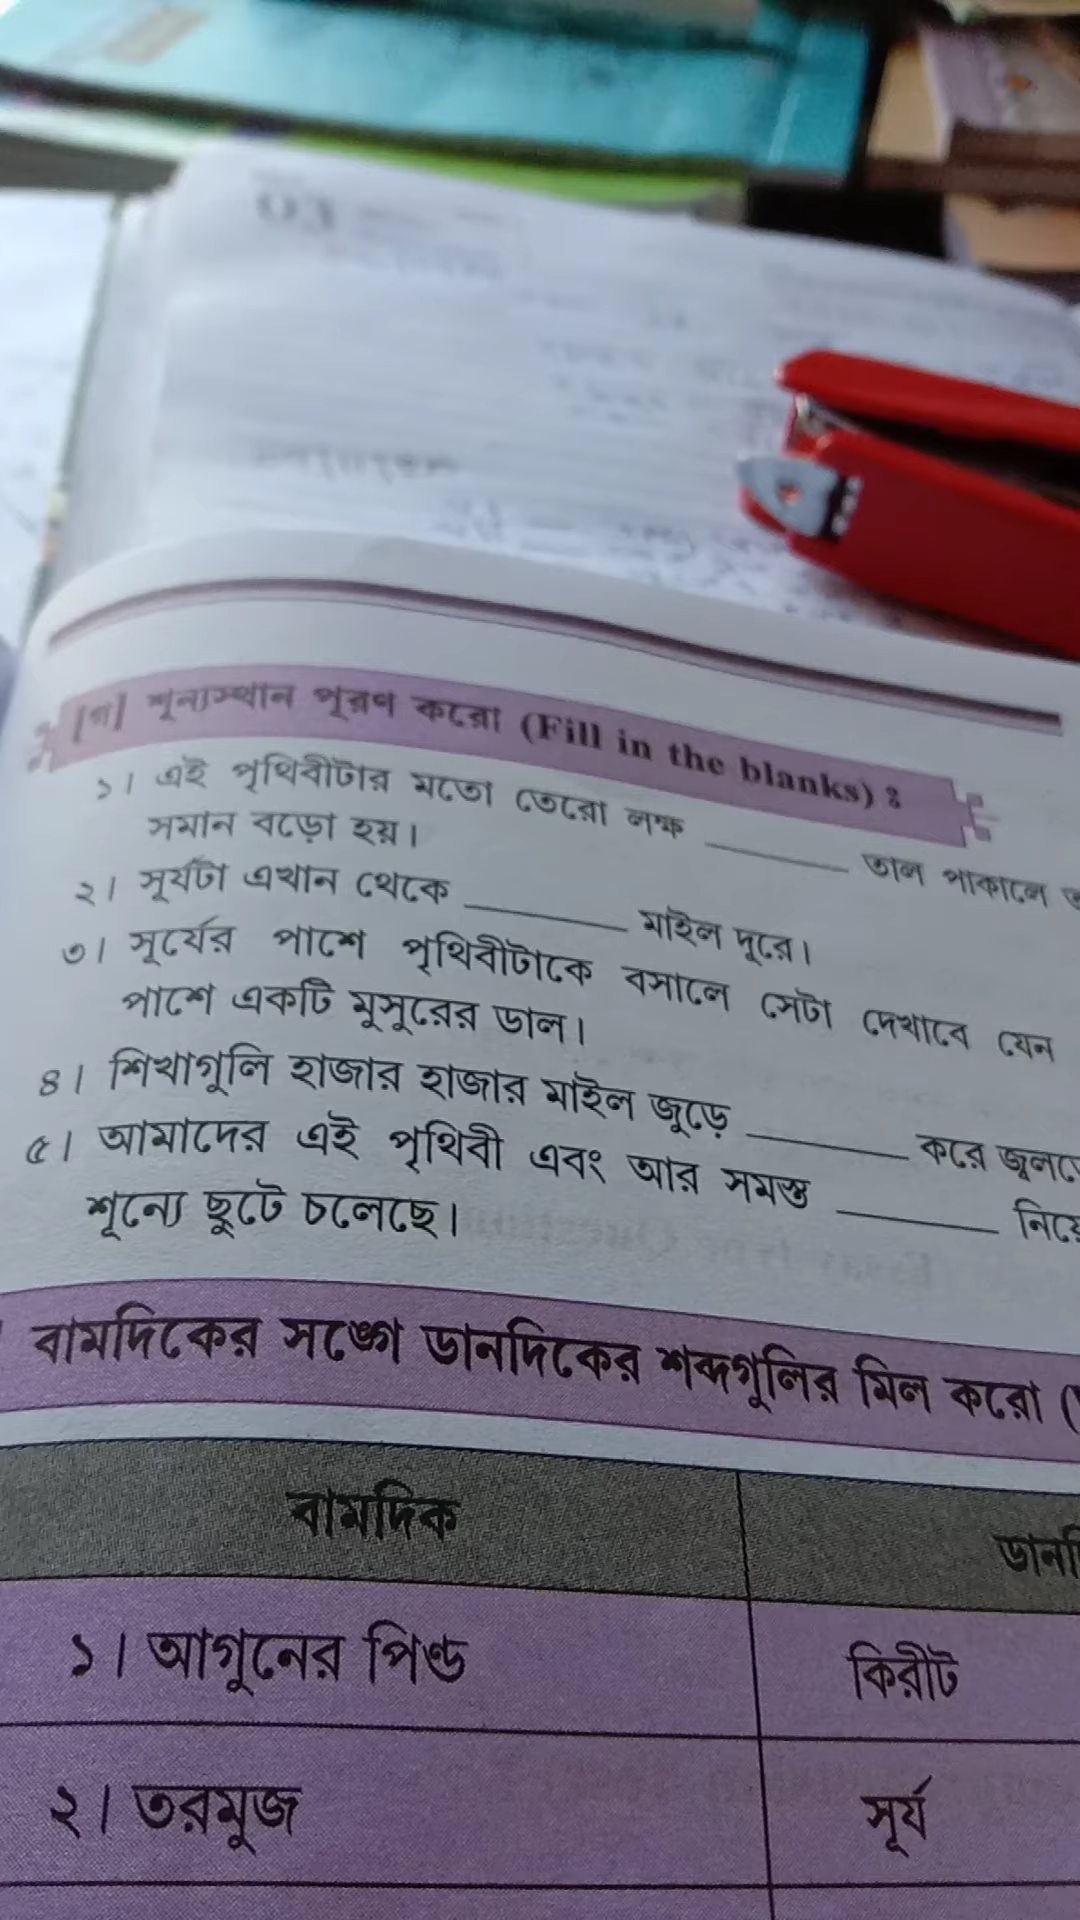 [গ] শূন্যস্থান পূরণ করো (Fill in the blanks) :
১। এই পৃথিবীটার মতো তেরো লক্ষ ______ তাল পাকালে
সমান বড়ো হয়।
২। সূর্যটা এখান থেকে ______ মাইল দূরে।
৩। সূর্যের পাশে পৃথিবীটাকে বসালে সেটা দেখাবে যেন
পাশে একটি মুসুরের ডাল।
৪। শিখাগুলি হাজার হাজার মাইল জুড়ে ______ করে
৫। আমাদের এই পৃথিবী এবং আর সমস্ত ______
শূন্যে ছুটে চলেছে।
বামদিকের সঙ্গে ডানদিকের শব্দগুলির মিল করো (
বামদিক
১। আগুনের পিণ্ড কিরীট
২। তরমুজ সূর্য